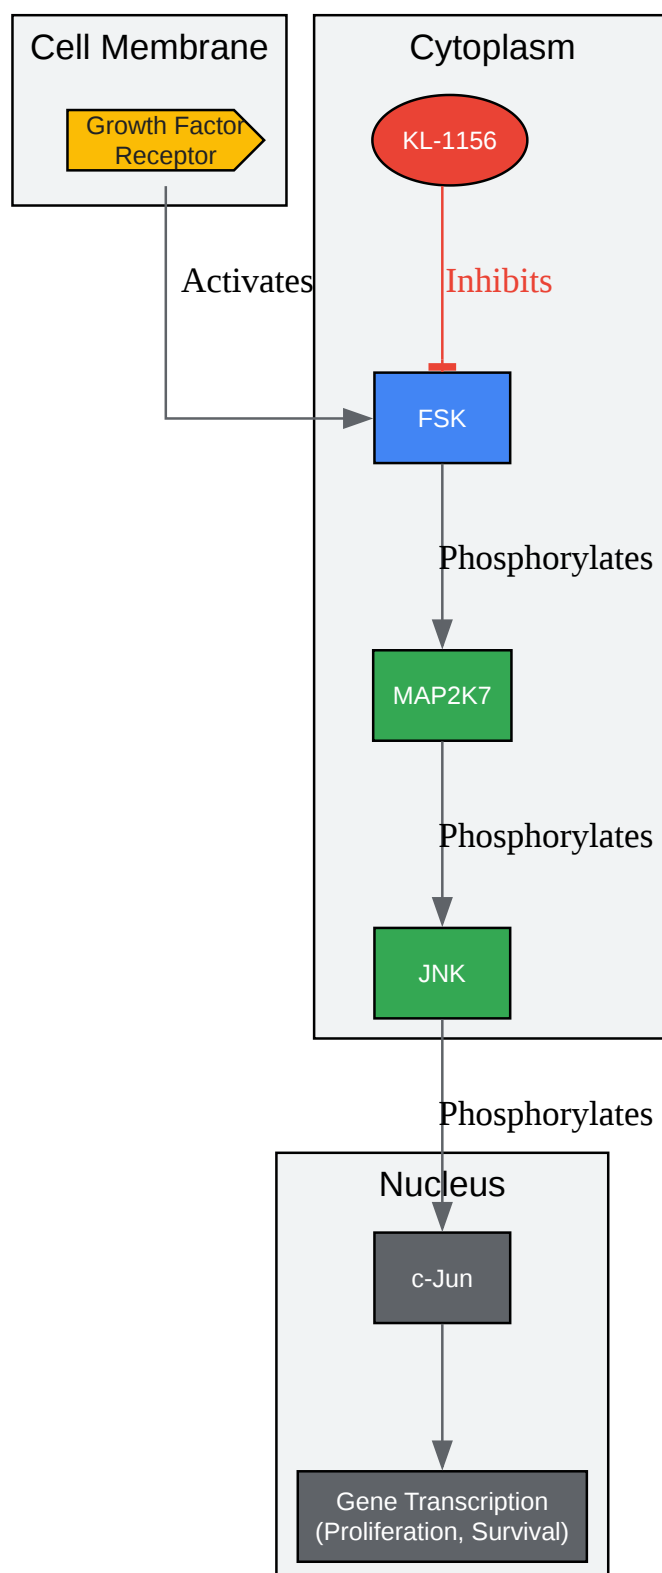 Cell Membrane
Cytoplasm
Growth Factor
Receptor
KL-1156
Activates
Inhibits
FSK
Phosphorylates
MAP2K7
Phosphorylates
JNK
Phosphorylates
Nucleus
c-Jun
Gene Transcription
(Proliferation, Survival)